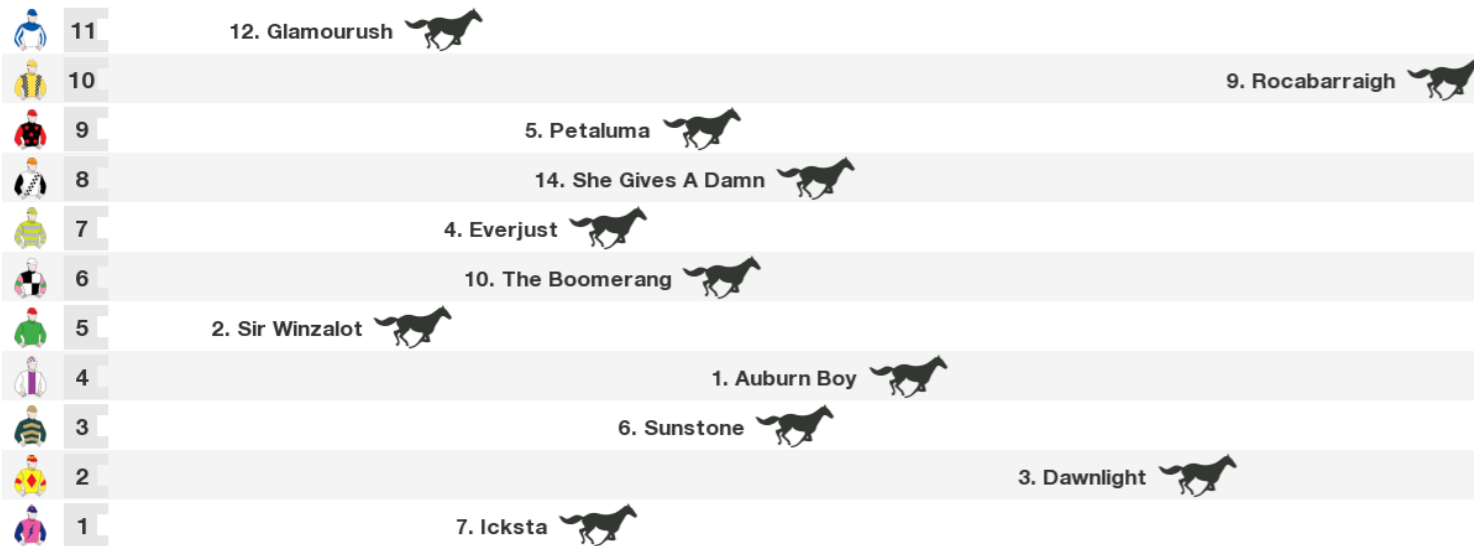 11 12. Glamourush
10 9. Rocabarraigh
9 5. Petaluma
8 14. She Gives A Damn
7 4. Everjust
6 10. The Boomerang
5 2. Sir Winzalot
4 1. Auburn Boy
3 6. Sunstone
2 3. Dawnlight
1 7. Icksta